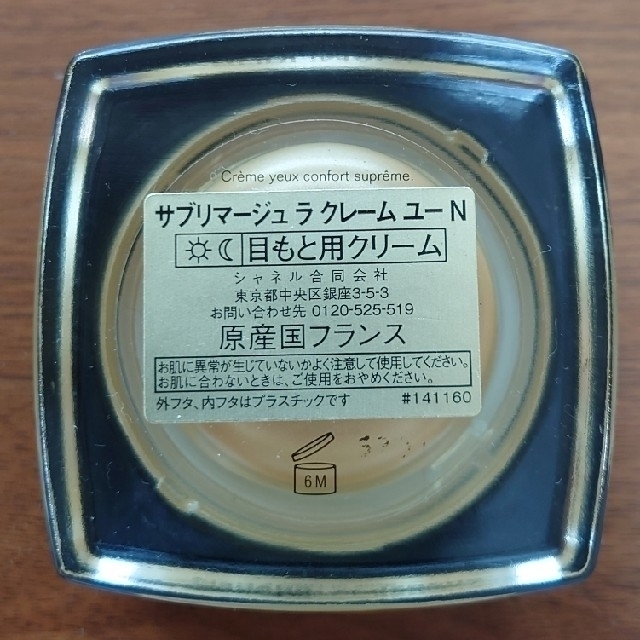 Crème yeux confort suprême
サブリマージュ ラ クレーム ユー N
目もと用クリーム
シャネル合同会社
東京都中央区銀座3-5-3
お問い合わせ先 0120-525-519
原産国フランス
お肌に異常が生じていないかよく注意して使用してください。
お肌に合わないときは、ご使用をおやめください。
外フタ、内フタはプラスチックです #141160
6M